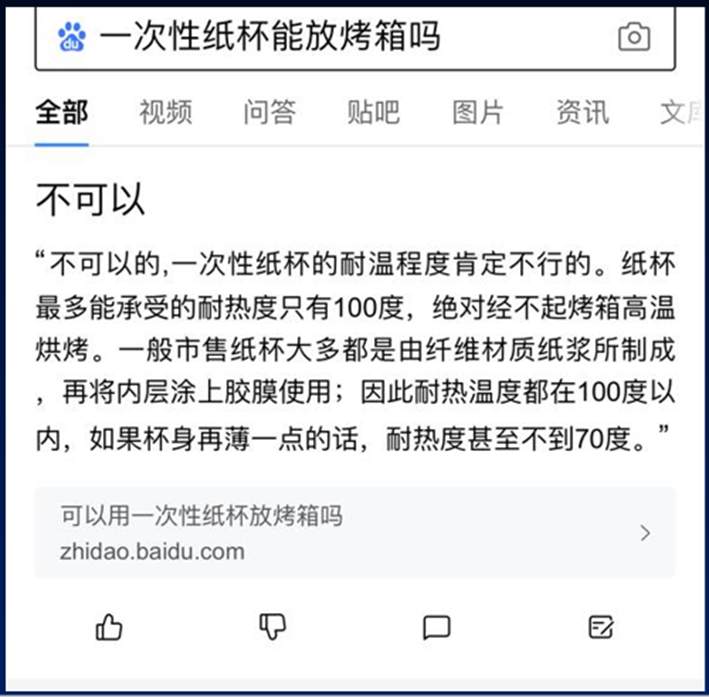 du 一次性纸杯能放烤箱吗
全部 视频 问答 贴吧 图片 资讯 文库
不可以
“不可以的,一次性纸杯的耐温程度肯定不行的。纸杯
最多能承受的耐热度只有100度，绝对经不起烤箱高温
烘烤。一般市售纸杯大多都是由纤维材质纸浆所制成
，再将内层涂上胶膜使用；因此耐热温度都在100度以
内，如果杯身再薄一点的话，耐热度甚至不到70度。”
可以用一次性纸杯放烤箱吗
zhidao.baidu.com